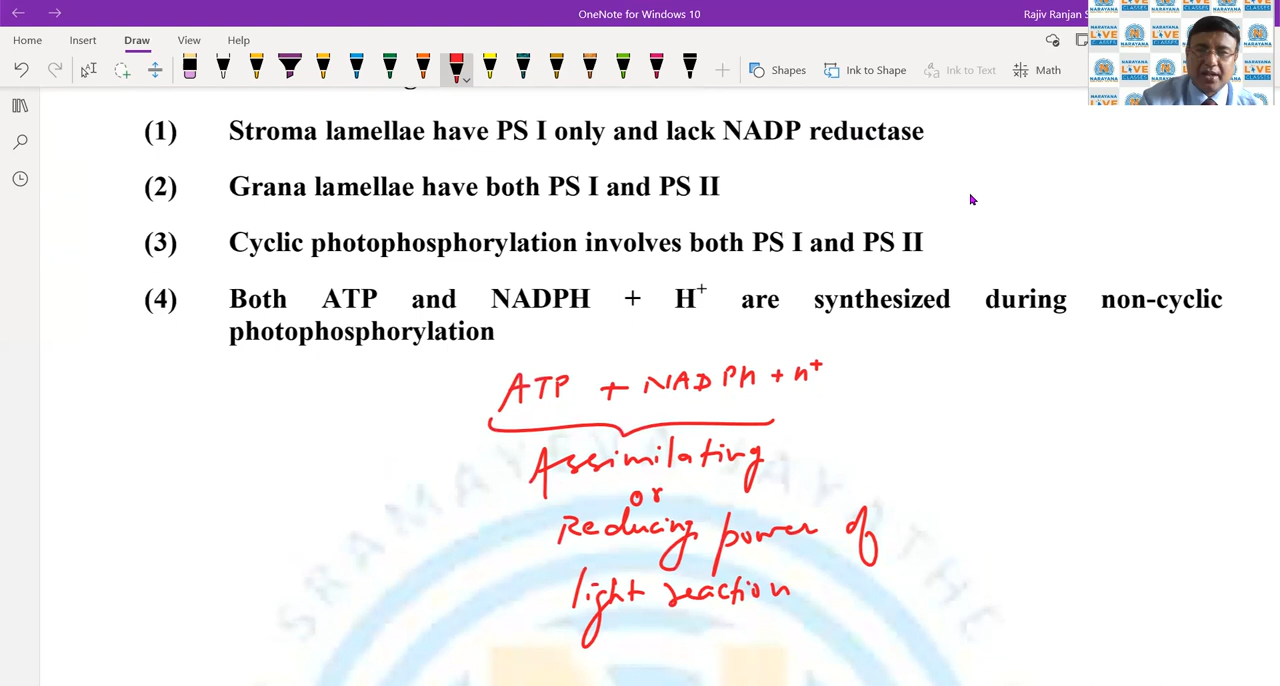 OneNote for Windows 10
Rajiv Ranjan S
Home Insert Draw View Help
Shapes Ink to Shape Ink to Text Math
(1) Stroma lamellae have PS I only and lack NADP reductase
(2) Grana lamellae have both PS I and PS II
(3) Cyclic photophosphorylation involves both PS I and PS II
(4) Both ATP and NADPH + H+ are synthesized during non-cyclic
photophosphorylation
ATP + NADPH + H+
Assimilating
or
Reducing power of
light reaction